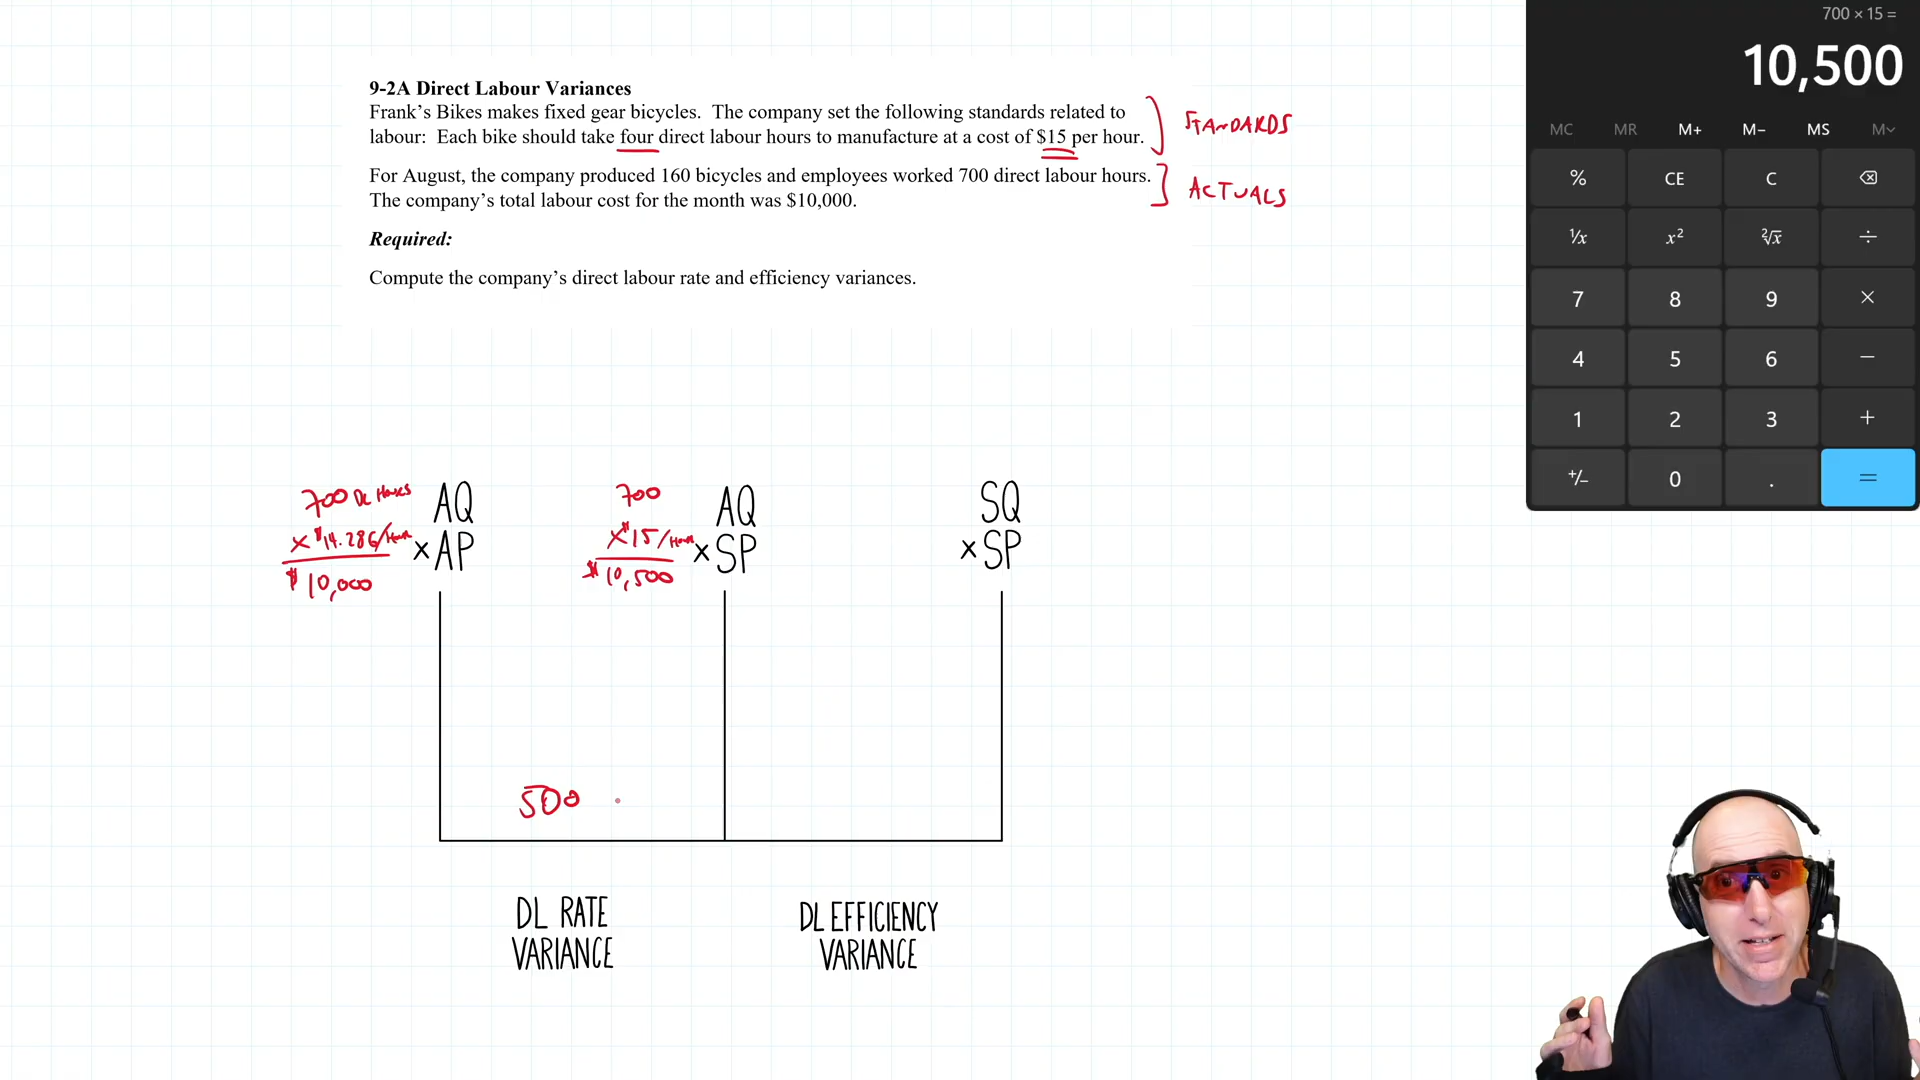 9-2A Direct Labour Variances
Frank's Bikes makes fixed gear bicycles. The company set the following standards related to
labour: Each bike should take four direct labour hours to manufacture at a cost of $15 per hour.
STANDARDS
For August, the company produced 160 bicycles and employees worked 700 direct labour hours.
The company's total labour cost for the month was $10,000.
ACTUALS
Required:
Compute the company's direct labour rate and efficiency variances.
700 DL Hours AQ
x $14.286/Hour x AP
$10,000
700 AQ
x $15/Hour x SP
$10,500
SQ
x SP
500
DL RATE
VARIANCE
DL EFFICIENCY
VARIANCE
700 × 15 =
10,500
MC MR M+ M− MS M˅
% CE C ⌫
¹/x x² ²√x ÷
7 8 9 ×
4 5 6 −
1 2 3 +
+/− 0 . =